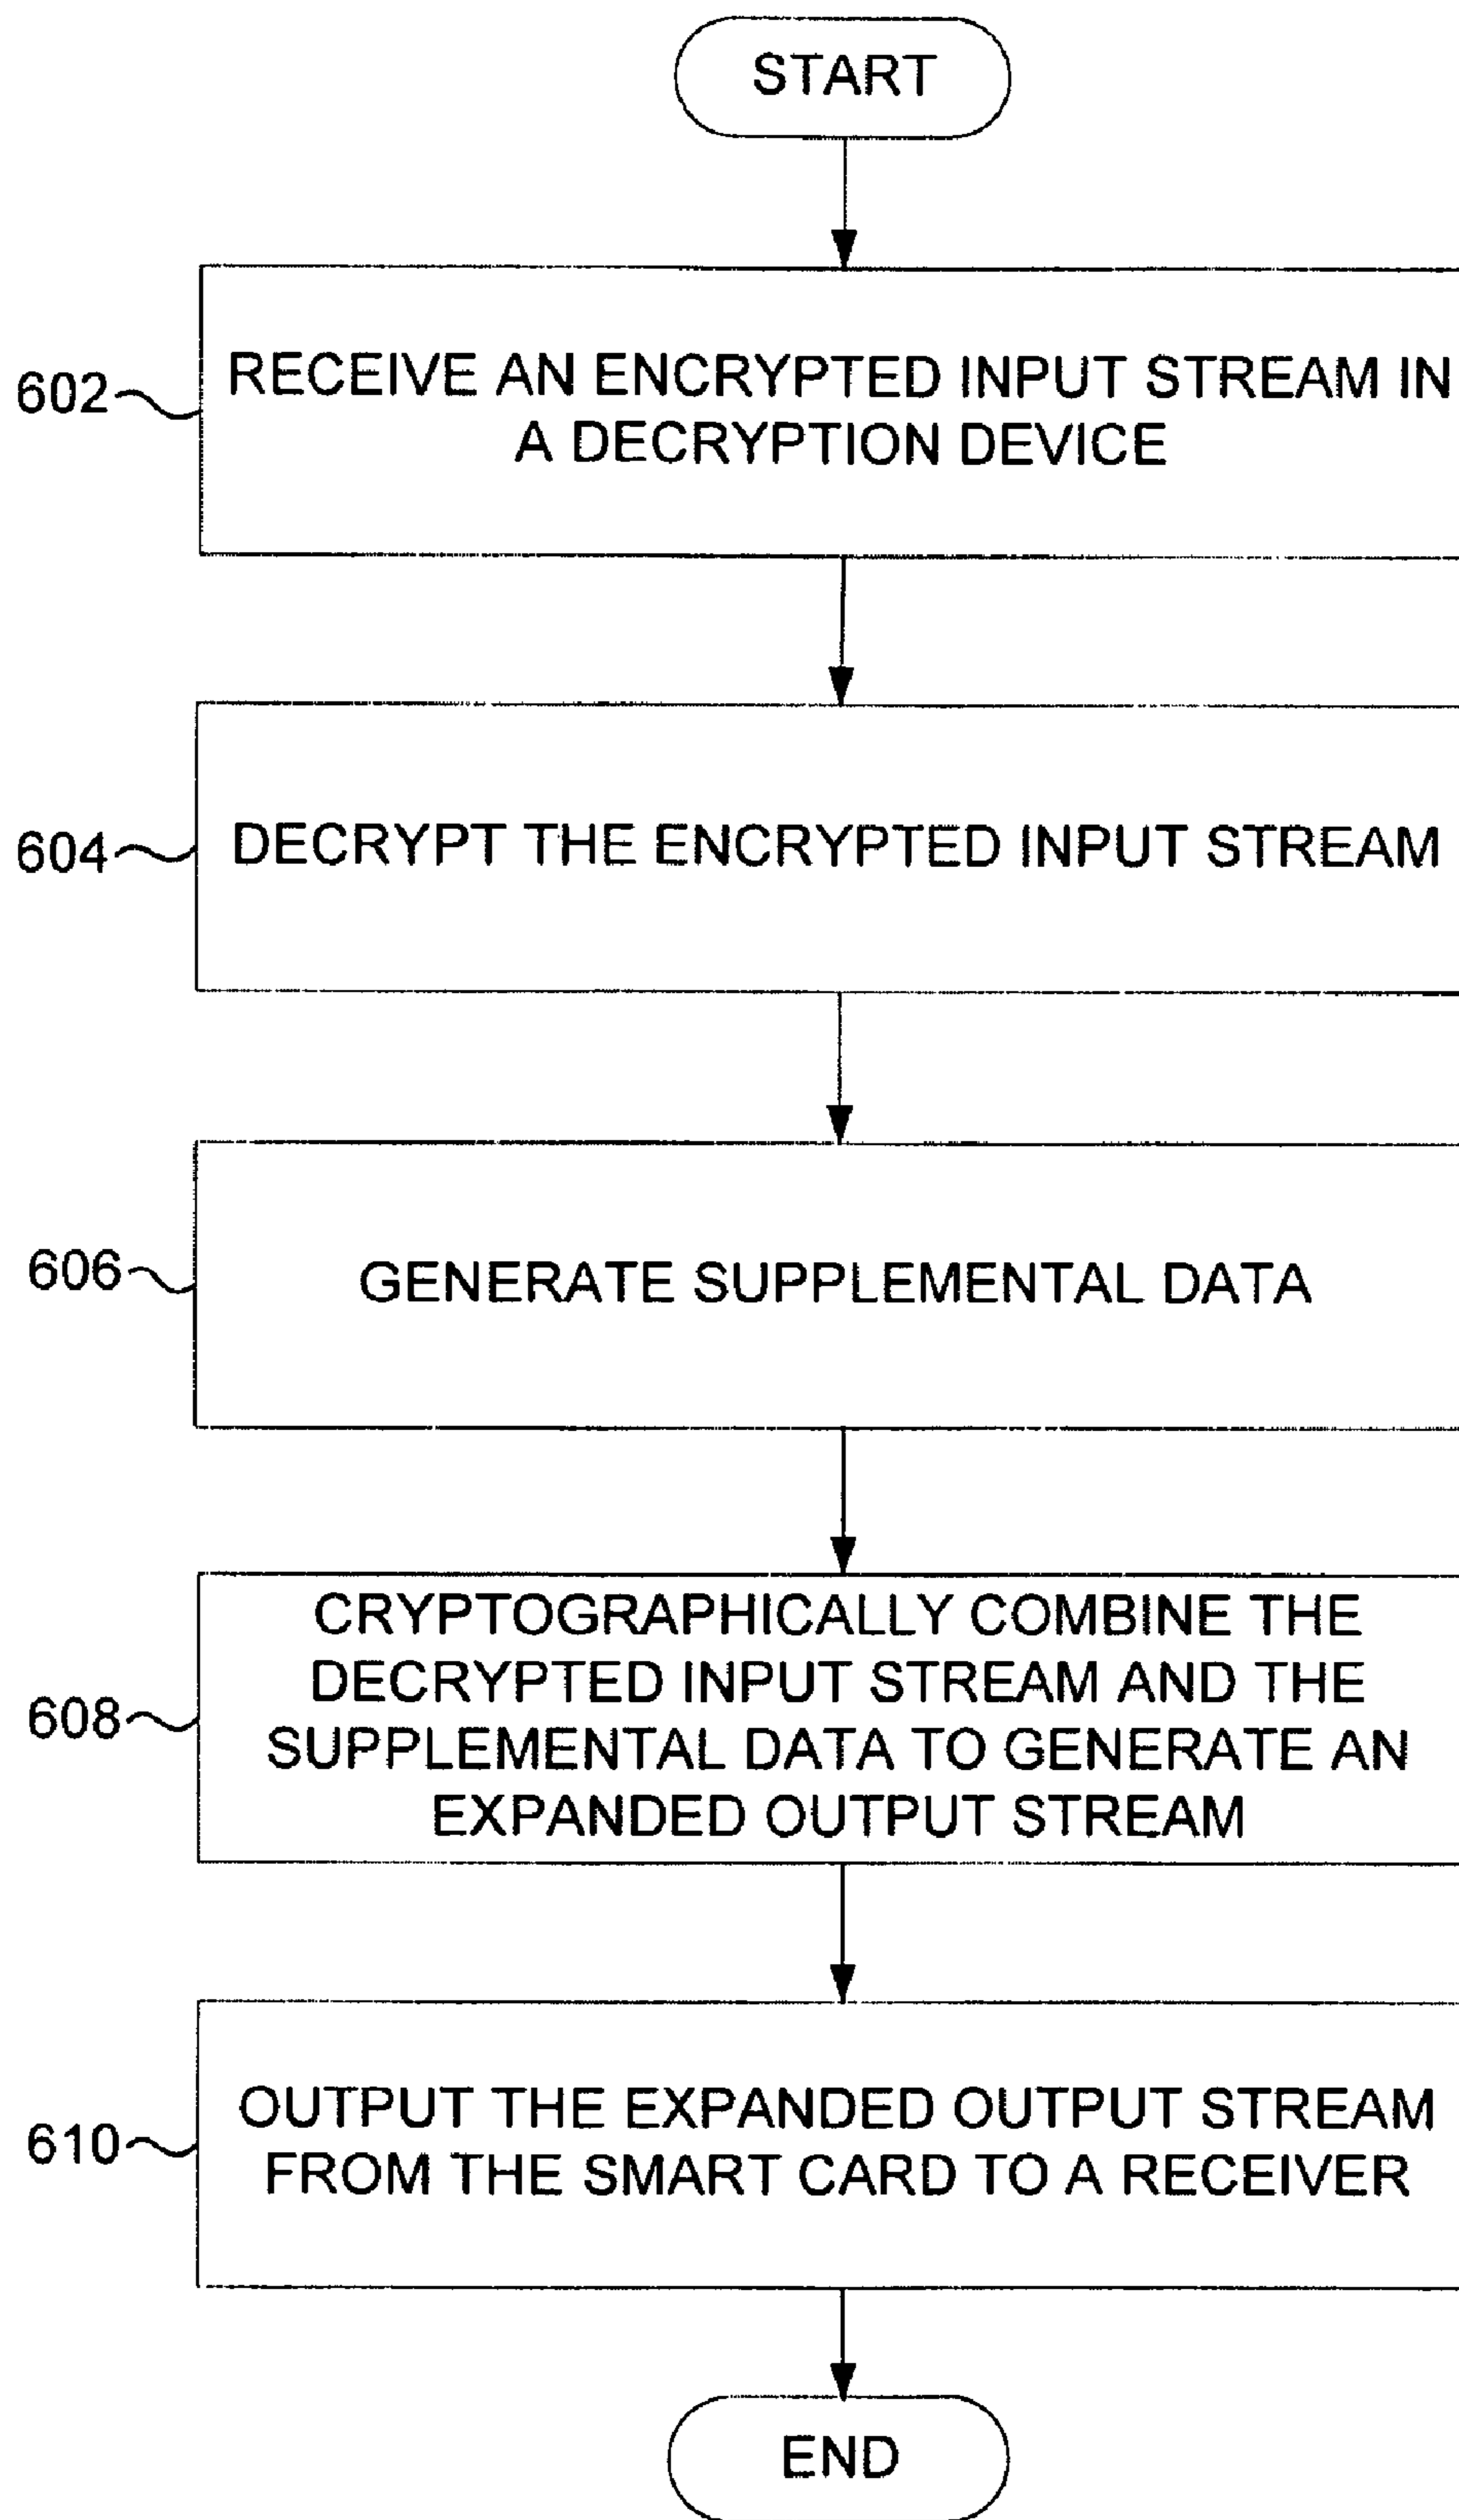 START
602
RECEIVE AN ENCRYPTED INPUT STREAM IN
A DECRYPTION DEVICE
604
DECRYPT THE ENCRYPTED INPUT STREAM
606
GENERATE SUPPLEMENTAL DATA
608
CRYPTOGRAPHICALLY COMBINE THE
DECRYPTED INPUT STREAM AND THE
SUPPLEMENTAL DATA TO GENERATE AN
EXPANDED OUTPUT STREAM
610
OUTPUT THE EXPANDED OUTPUT STREAM
FROM THE SMART CARD TO A RECEIVER
END